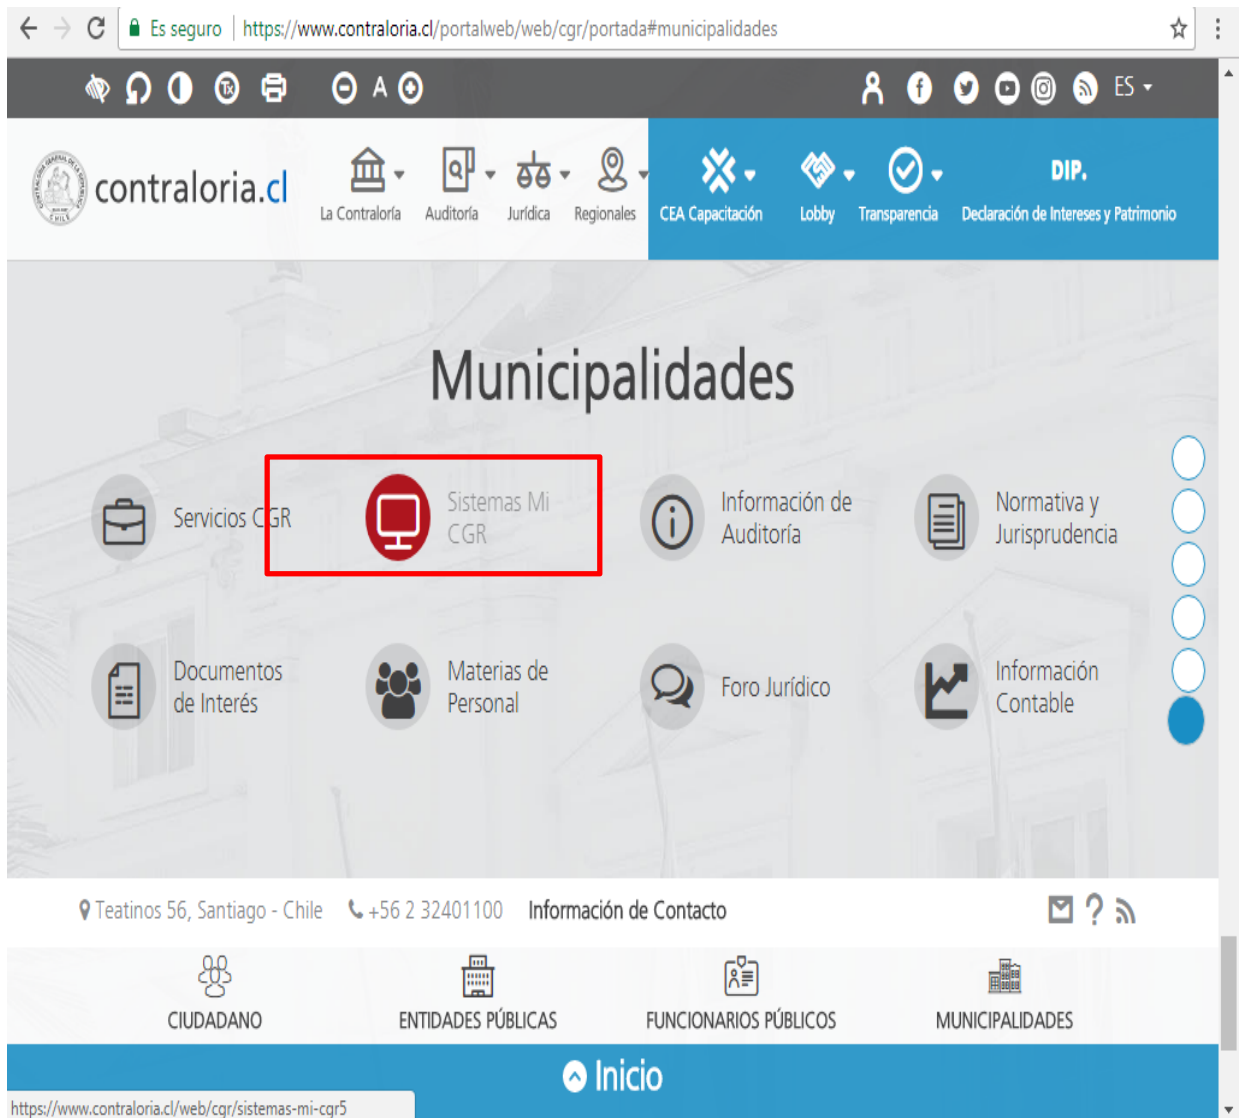 Es seguro | https://www.contraloria.cl/portalweb/web/cgr/portada#municipalidades
A
ES
contraloria.cl
La Contraloría
Auditoría
Jurídica
Regionales
CEA Capacitación
Lobby
Transparencia
DIP.
Declaración de Intereses y Patrimonio
Municipalidades
Servicios CGR
Sistemas Mi
CGR
Información de
Auditoría
Normativa y
Jurisprudencia
Documentos
de Interés
Materias de
Personal
Foro Jurídico
Información
Contable
Teatinos 56, Santiago - Chile
+56 2 32401100
Información de Contacto
CIUDADANO
ENTIDADES PÚBLICAS
FUNCIONARIOS PÚBLICOS
MUNICIPALIDADES
Inicio
https://www.contraloria.cl/web/cgr/sistemas-mi-cgr5